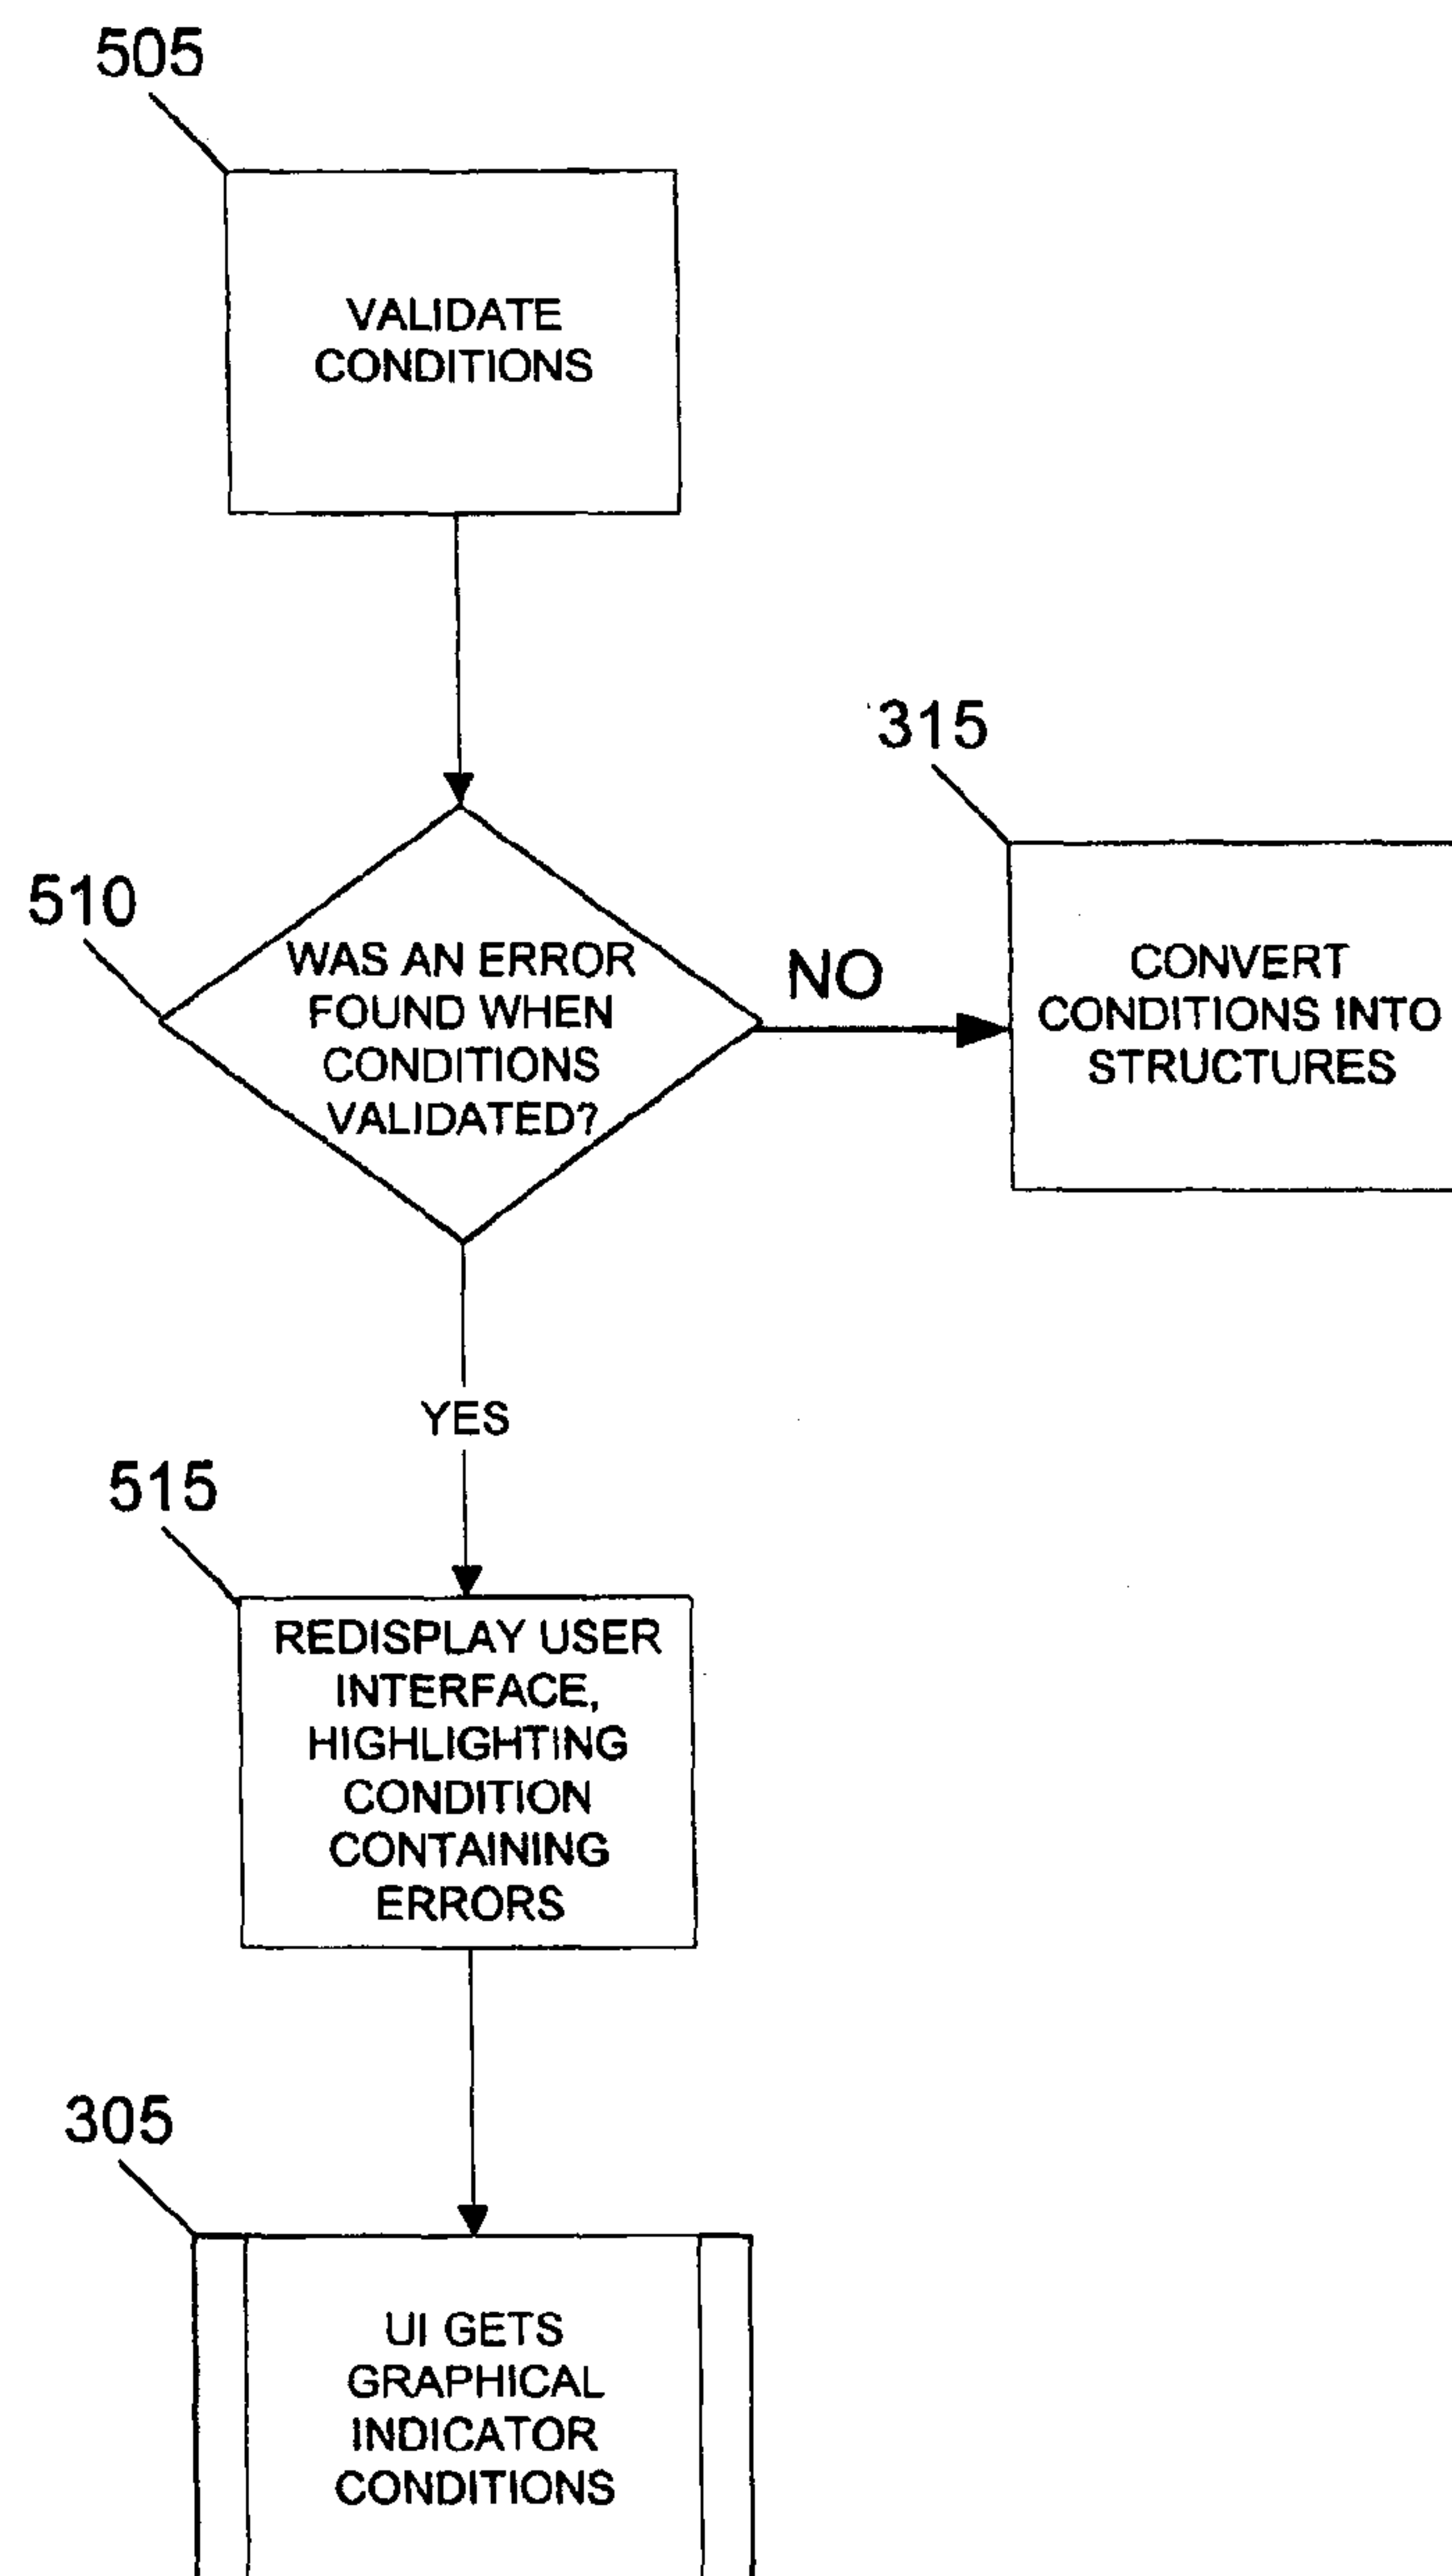 505
VALIDATE
CONDITIONS
315
510
WAS AN ERROR
FOUND WHEN
CONDITIONS
VALIDATED?
NO
CONVERT
CONDITIONS INTO
STRUCTURES
YES
515
REDISPLAY USER
INTERFACE,
HIGHLIGHTING
CONDITION
CONTAINING
ERRORS
305
UI GETS
GRAPHICAL
INDICATOR
CONDITIONS